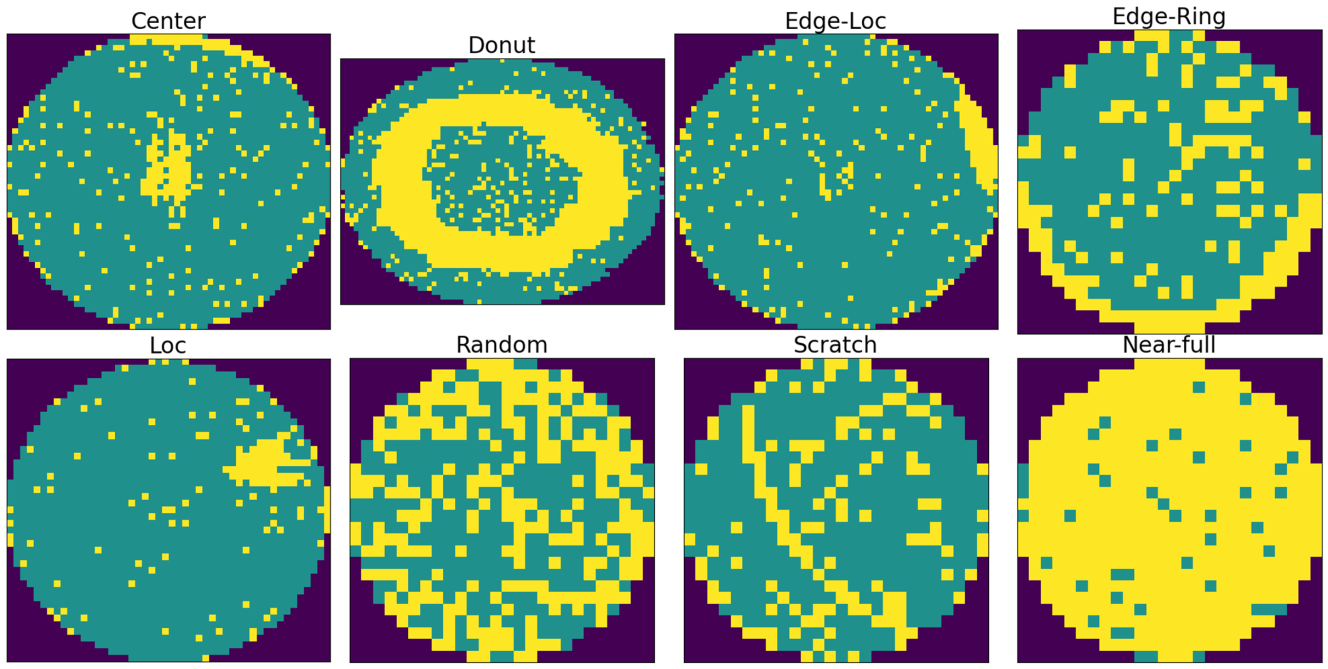 Center
Donut
Edge-Loc
Edge-Ring
Loc
Random
Scratch
Near-full